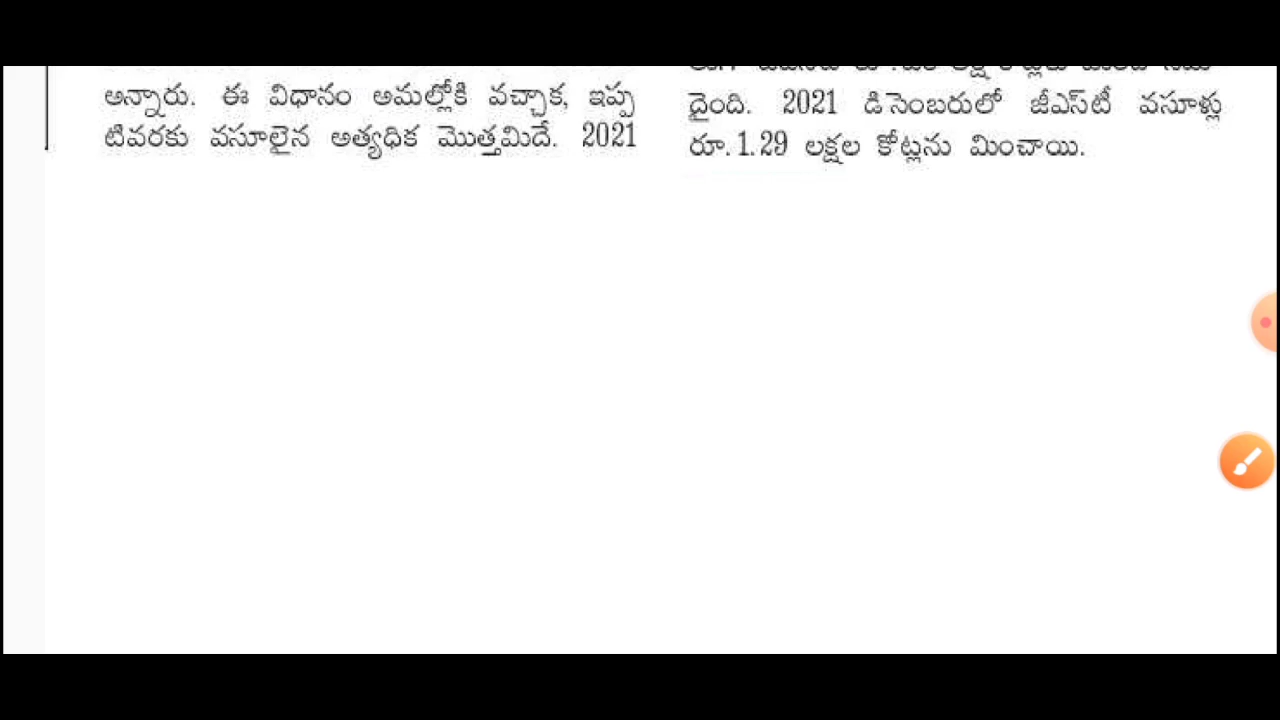 అన్నారు. ఈ విధానం అమల్లోకి వచ్చాక, ఇప్ప
టివరకు వసూలైన అత్యధిక మొత్తమిదే. 2021
దైంది. 2021 డిసెంబరులో జీఎస్‌టీ వసూళ్లు
రూ.1.29 లక్షల కోట్లను మించాయి.